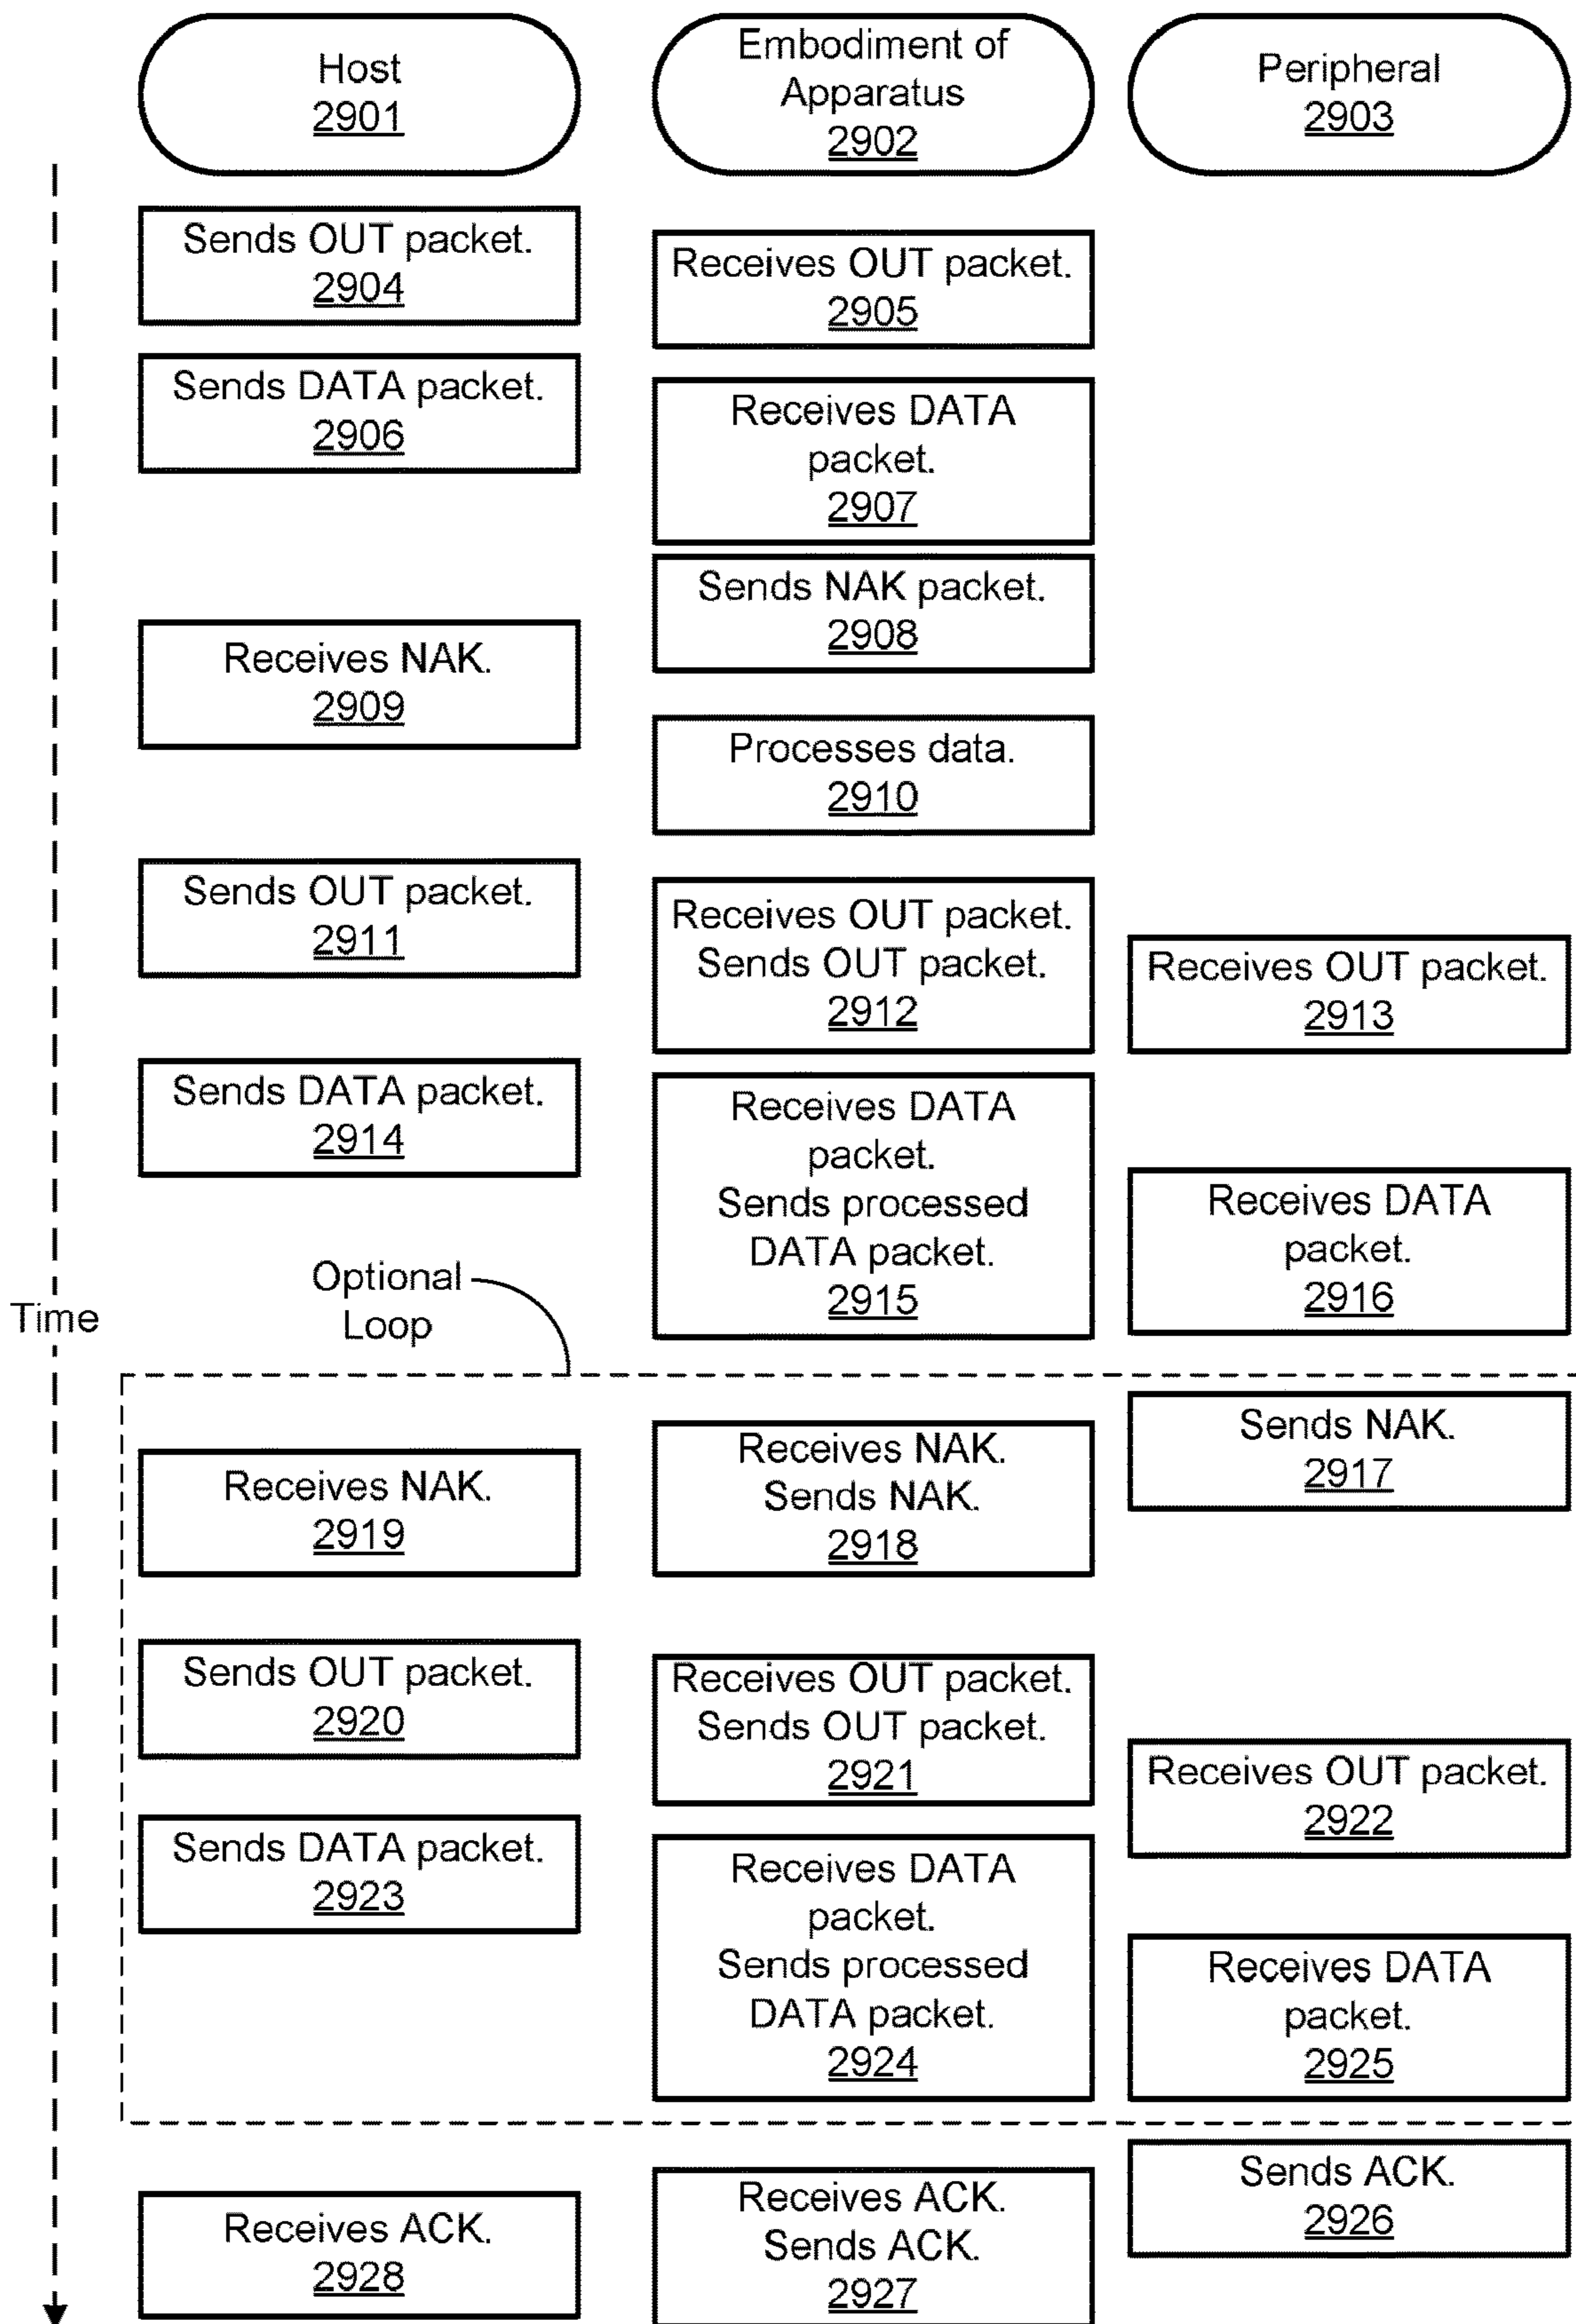 Host
2901
Embodiment of
Apparatus
2902
Peripheral
2903
Sends OUT packet.
2904
Receives OUT packet.
2905
Sends DATA packet.
2906
Receives DATA
packet.
2907
Sends NAK packet.
2908
Receives NAK.
2909
Processes data.
2910
Sends OUT packet.
2911
Receives OUT packet.
Sends OUT packet.
2912
Receives OUT packet.
2913
Sends DATA packet.
2914
Receives DATA
packet.
Sends processed
DATA packet.
2915
Receives DATA
packet.
2916
Optional
Loop
Time
Sends NAK.
2917
Receives NAK.
Sends NAK.
2918
Receives NAK.
2919
Sends OUT packet.
2920
Receives OUT packet.
Sends OUT packet.
2921
Receives OUT packet.
2922
Sends DATA packet.
2923
Receives DATA
packet.
Sends processed
DATA packet.
2924
Receives DATA
packet.
2925
Sends ACK.
2926
Receives ACK.
Sends ACK.
2927
Receives ACK.
2928